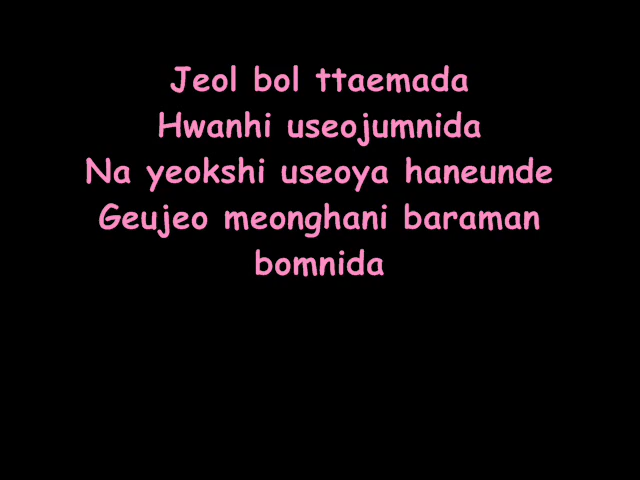 Jeol bol ttaemada
Hwanhi useojumnida
Na yeokshi useoya haneunde
Geujeo meonghani baraman
bomnida